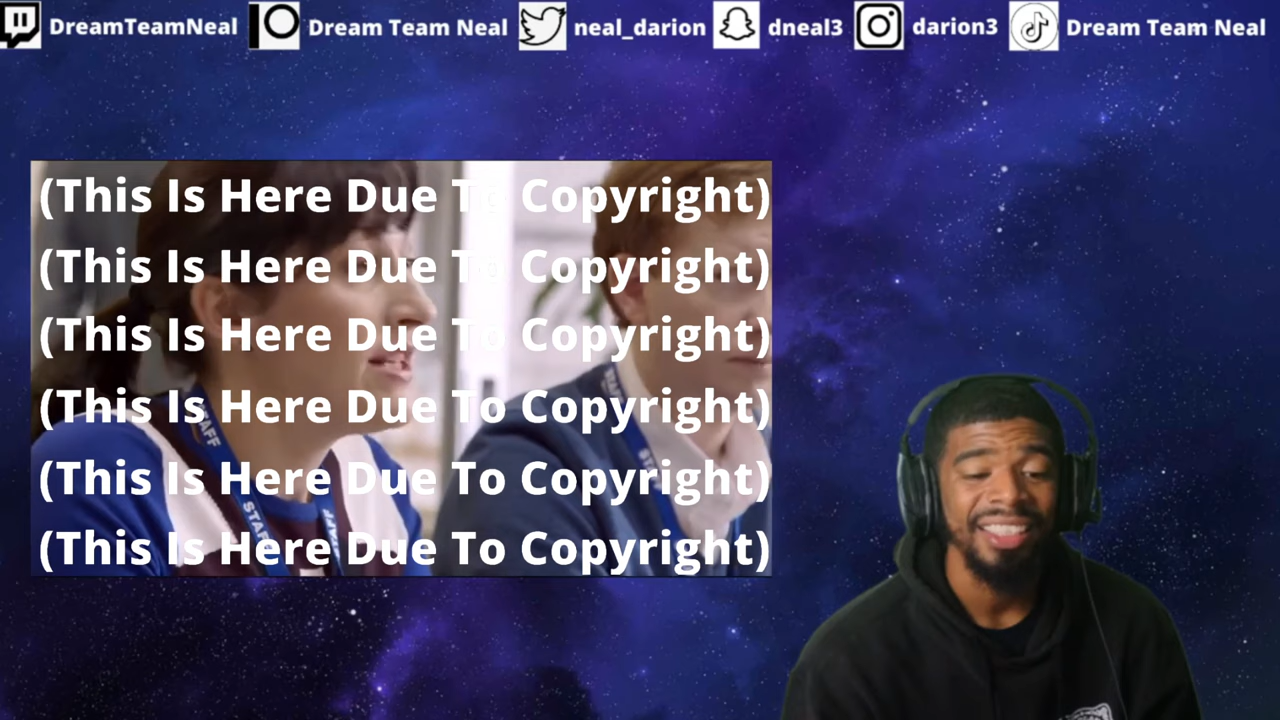 DreamTeamNeal Dream Team Neal neal_darion dneal3 darion3 Dream Team Neal
(This Is Here Due To Copyright)
(This Is Here Due To Copyright)
(This Is Here Due To Copyright)
(This Is Here Due To Copyright)
(This Is Here Due To Copyright)
(This Is Here Due To Copyright)
STAFF
STAFF